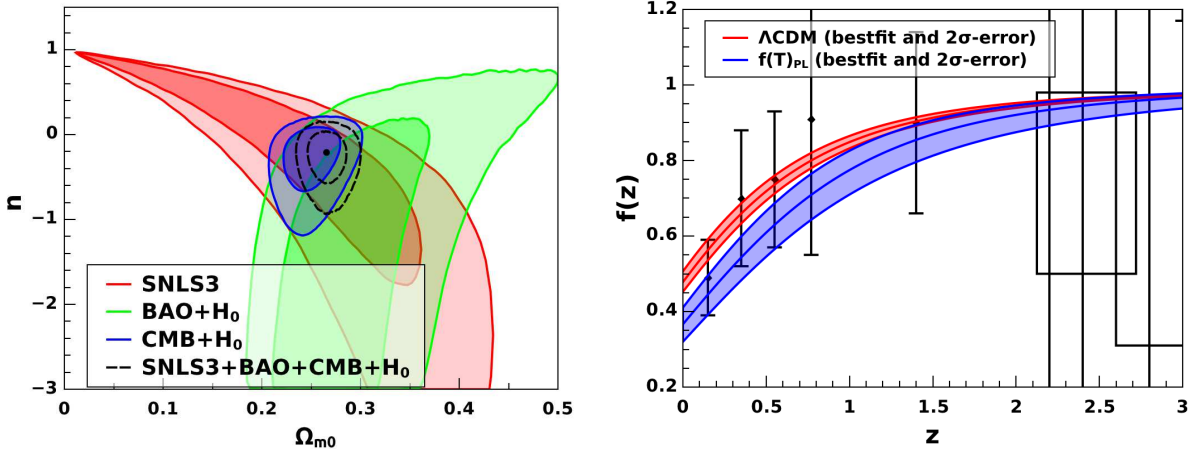 1
0
−1
−2
−3
n
0
0.1
0.2
0.3
0.4
0.5
Ωm0
SNLS3
BAO+H0
CMB+H0
SNLS3+BAO+CMB+H0
1.2
1
0.8
0.6
0.4
0.2
f(z)
0
0.5
1
1.5
2
2.5
3
z
ΛCDM (bestfit and 2σ-error)
f(T)PL (bestfit and 2σ-error)